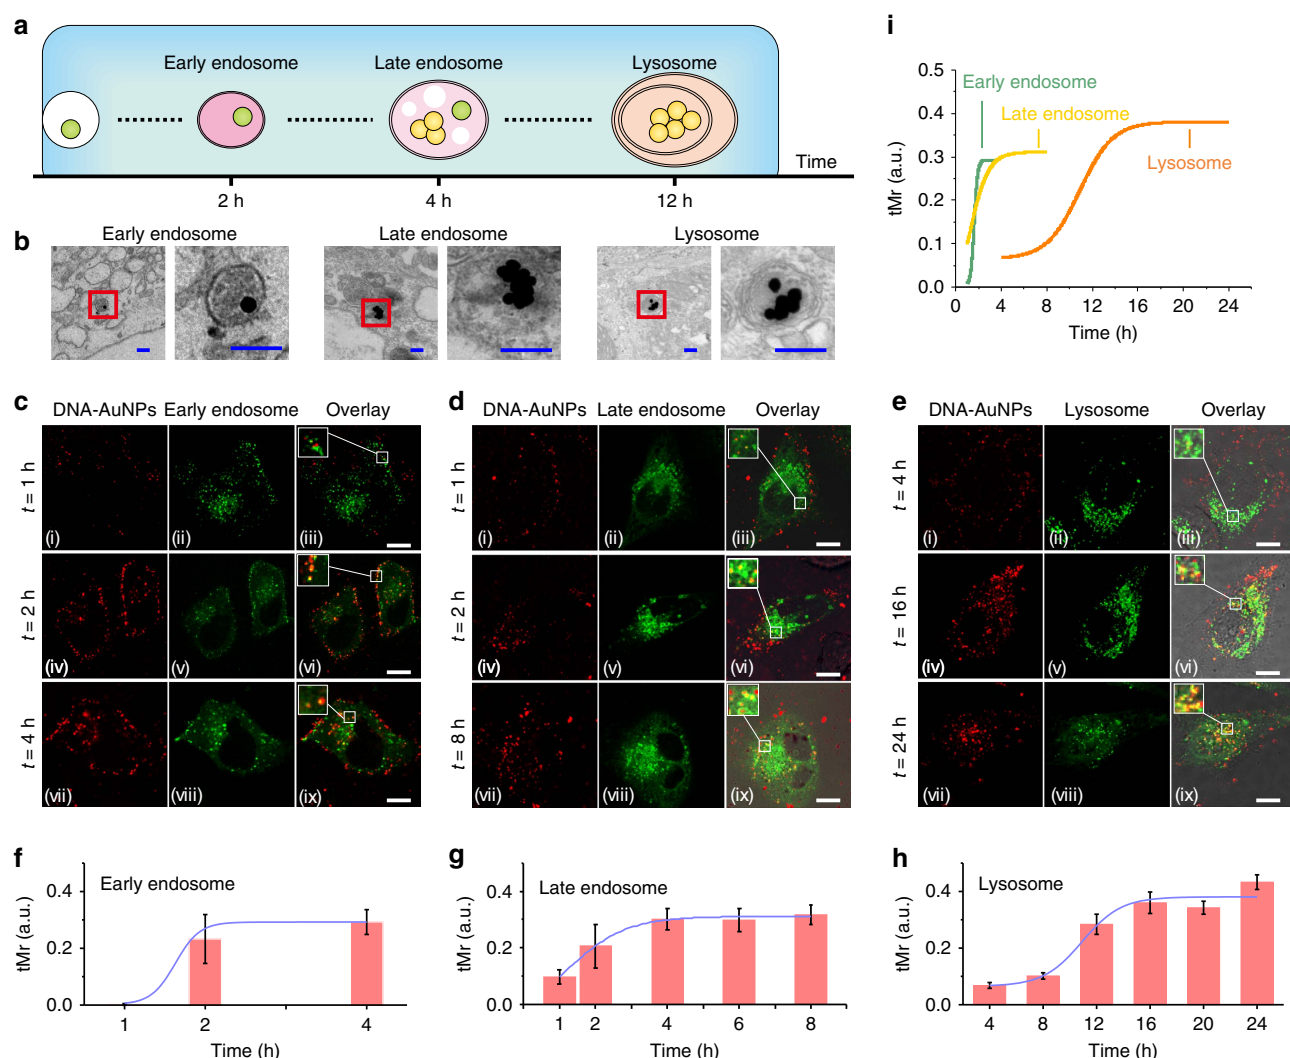 a
Early endosome
Late endosome
Lysosome
Time
2 h
4 h
12 h
b
Early endosome
Late endosome
Lysosome
c
DNA-AuNPs
Early endosome
Overlay
t = 1 h
(i)
(ii)
(iii)
t = 2 h
(iv)
(v)
(vi)
t = 4 h
(vii)
(viii)
(ix)
d
DNA-AuNPs
Late endosome
Overlay
t = 1 h
(i)
(ii)
(iii)
t = 2 h
(iv)
(v)
(vi)
t = 8 h
(vii)
(viii)
(ix)
e
DNA-AuNPs
Lysosome
Overlay
t = 4 h
(i)
(ii)
(iii)
t = 16 h
(iv)
(v)
(vi)
t = 24 h
(vii)
(viii)
(ix)
f
Early endosome
tMr (a.u.)
0.4
0.2
0.0
1 2 4
Time (h)
g
Late endosome
tMr (a.u.)
0.4
0.2
0.0
1 2 4 6 8
Time (h)
h
Lysosome
tMr (a.u.)
0.4
0.2
0.0
4 8 12 16 20 24
Time (h)
i
Early endosome
Late endosome
Lysosome
tMr (a.u.)
0.5
0.4
0.3
0.2
0.1
0.0
0 4 8 12 16 20 24
Time (h)